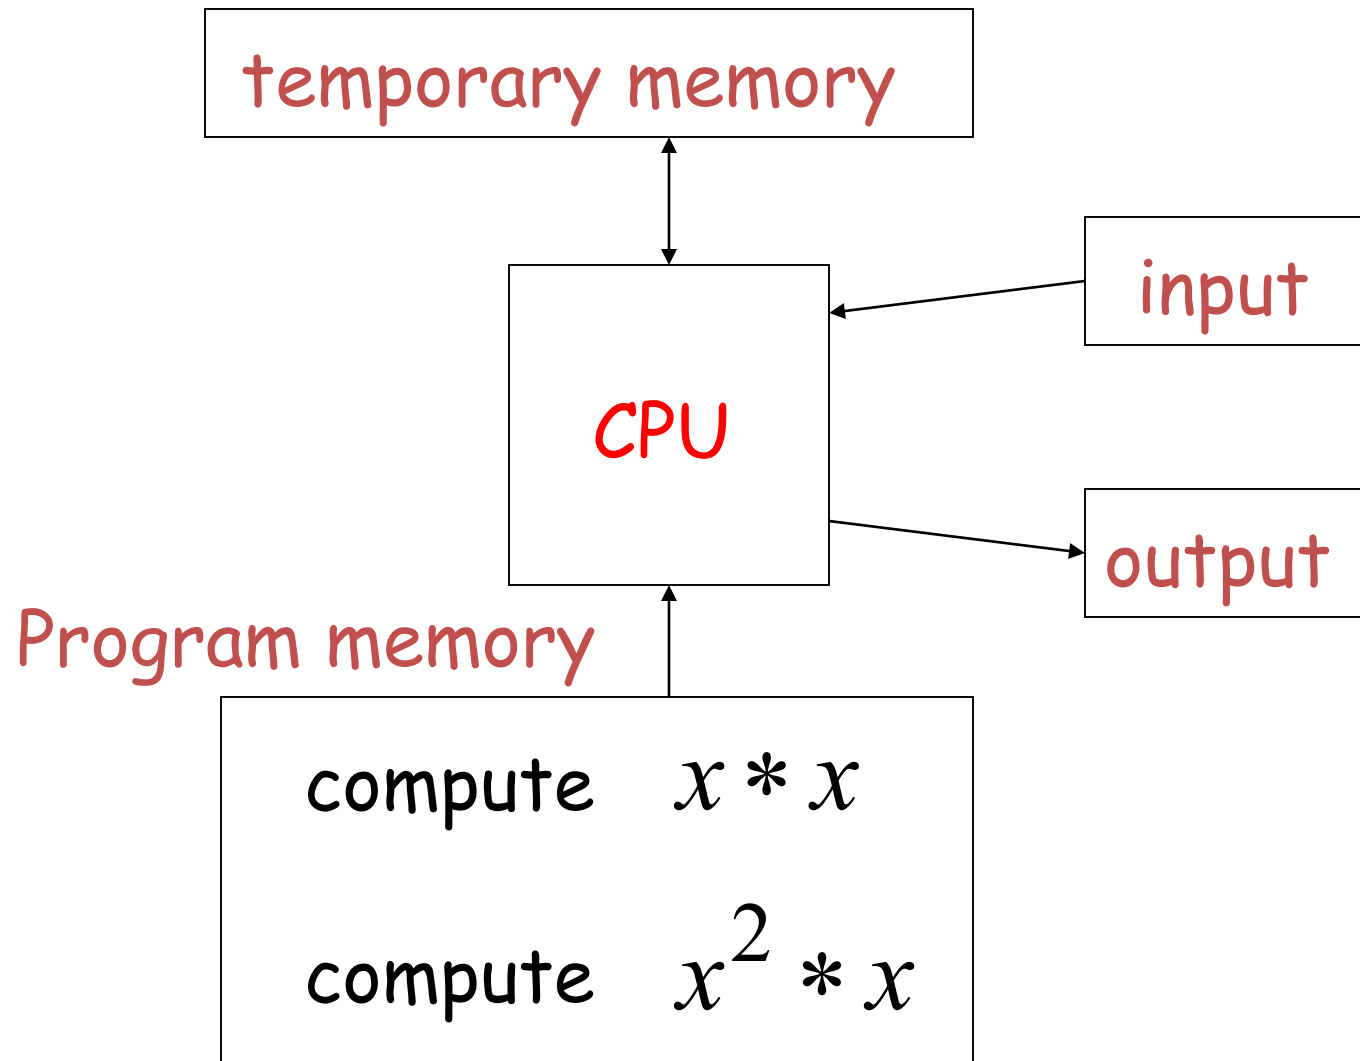 temporary memory
input
CPU
output
Program memory
compute x * x
compute x² * x